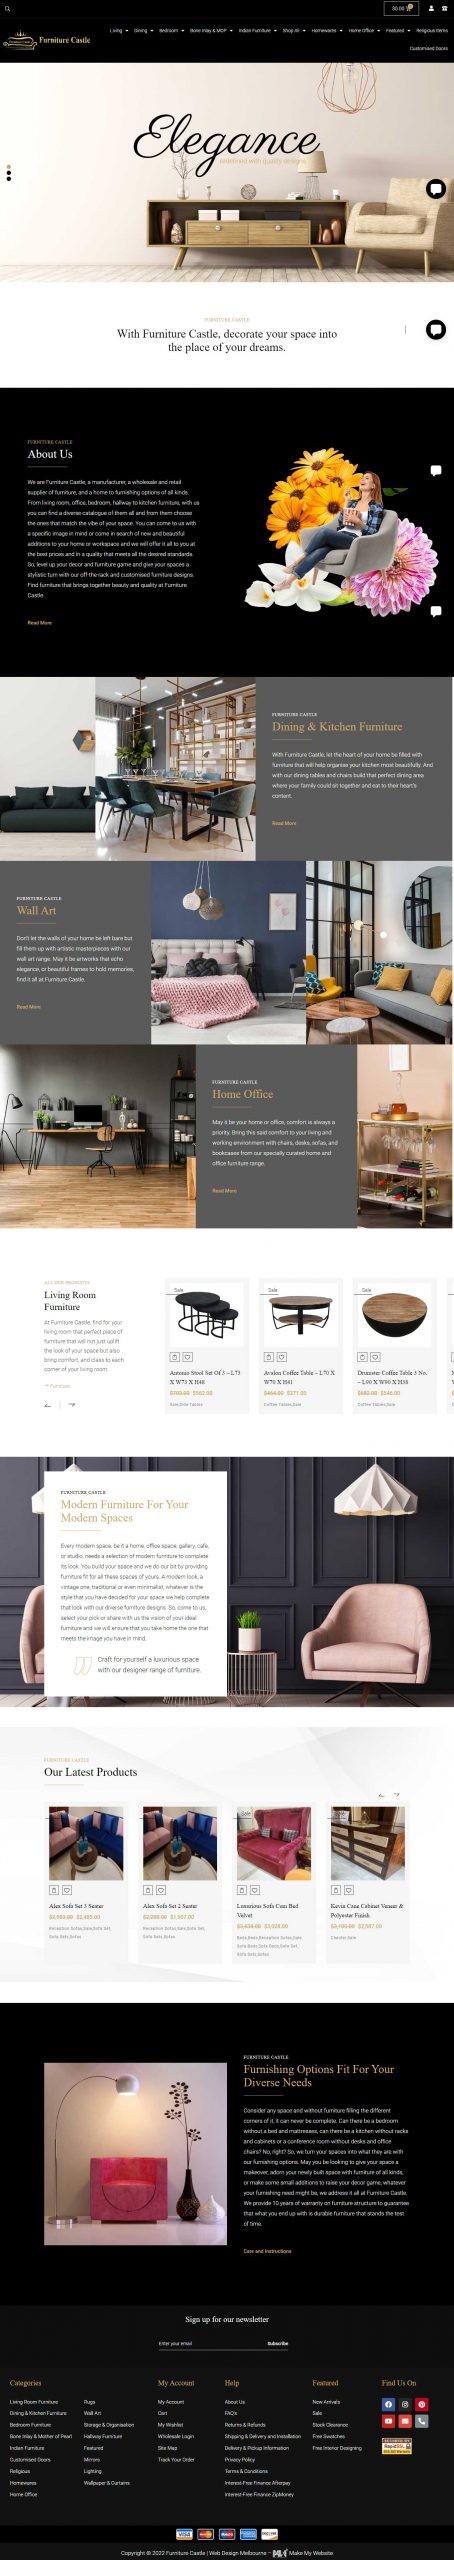 $0.00
Furniture Castle
Living Dining Bedroom Bone Inlay & MOP Indian Furniture Shop All Homewares Home Office Featured Religious Items
Customised Doors
Elegance
redefined with quality designs
FURNITURE CASTLE
With Furniture Castle, decorate your space into
the place of your dreams.
FURNITURE CASTLE
About Us
We are Furniture Castle, a manufacturer, a wholesale and retail
supplier of furniture, and a home to furnishing options of all kinds.
From living room, office, bedroom, hallway to kitchen furniture, with us
you can find a diverse catalogue of them all and from them choose
the ones that match the vibe of your space. You can come to us with
a specific image in mind or come in search of new and beautiful
additions to your home or workspace and we will offer it all to you at
the best prices and in a quality that meets all the desired standards.
So, level up your decor and furniture game and give your spaces a
stylistic turn with our off-the-rack and customised furniture designs.
Find furniture that brings together beauty and quality at Furniture
Castle.
Read More
FURNITURE CASTLE
Dining & Kitchen Furniture
With Furniture Castle, let the heart of your home be filled with
furniture that will help organise your kitchen most beautifully. And
with our dining tables and chairs build that perfect dining area
where your family could sit together and eat to their heart's
content.
Read More
FURNITURE CASTLE
Wall Art
Don't let the walls of your home be left bare but
fill them up with artistic masterpieces with our
wall art range. May it be artworks that echo
elegance, or beautiful frames to hold memories,
find it all at Furniture Castle.
Read More
FURNITURE CASTLE
Home Office
May it be your home or office, comfort is always a
priority. Bring this said comfort to your living and
working environment with chairs, desks, sofas, and
bookcases from our specially curated home and
office furniture range.
Read More
ALL OUR PRODUCTS
Living Room
Furniture
At Furniture Castle, find for your
living room that perfect piece of
furniture that will not just uplift
the look of your space but also
bring comfort, and class to each
corner of your living room.
Furniture
Sale
Antonio Stool Set Of 3 – L73
X W73 X H48
$703.00 $562.00
Sale,Side Tables
Sale
Avalon Coffee Table – L70 X
W70 X H41
$464.00 $371.00
Coffee Tables,Sale
Sale
Drumster Coffee Table 3 No.
– L90 X W90 X H38
$682.00 $546.00
Coffee Tables,Sale
FURNITURE CASTLE
Modern Furniture For Your
Modern Spaces
Every modern space, be it a home, office space, gallery, cafe,
or studio, needs a selection of modern furniture to complete
its look. You build your space and we do our bit by providing
furniture fit for all these spaces of yours. A modern look, a
vintage one, traditional or even minimalist, whatever is the
style that you have decided for your space we help complete
that look with our diverse furniture designs. So, come to us,
select your pick or share with us the vision of your ideal
furniture and we will ensure that you take home the one that
meets the image you have in mind.
Craft for yourself a luxurious space
with our designer range of furniture.
FURNITURE CASTLE
Our Latest Products
Alex Sofa Set 3 Seater
$2,485.00
Reception Sofas,Sale,Sofa Set,
Sofa Sets,Sofas
Alex Sofa Set 2 Seater
$1,907.00
Reception Sofas,Sale,Sofa Set,
Sofa Sets,Sofas
Sale
Luxurious Sofa Cum Bed
Velvet
$3,028.00
Beds,Beds,Reception Sofas,Sale,
Sofa Beds,Sofa Beds,Sofa Set,
Sofa Sets,Sofas
Kevin Cane Cabinet Veneer &
Polyester Finish
$2,587.00
Chester,Sale
FURNITURE CASTLE
Furnishing Options Fit For Your
Diverse Needs
Consider any space and without furniture filling the different
corners of it, it can never be complete. Can there be a bedroom
without a bed and mattresses, can there be a kitchen without racks
and cabinets or a conference room without desks and office
chairs? No, right? So, we turn your spaces into what they are with
our furnishing options. May you be looking to give your space a
makeover, adorn your newly built space with furniture of all kinds,
or make some small additions to raise your decor game, whatever
your furnishing need might be, we address it all at Furniture Castle.
We provide 10 years of warranty on furniture structure to guarantee
that what you end up with is durable furniture that stands the test
of time.
Care and Instructions
Sign up for our newsletter
Enter your email Subscribe
Categories
Living Room Furniture
Dining & Kitchen Furniture
Bedroom Furniture
Bone Inlay & Mother of Pearl
Indian Furniture
Customised Doors
Religious
Homewares
Home Office
Rugs
Wall Art
Storage & Organisation
Hallway Furniture
Featured
Mirrors
Lighting
Wallpaper & Curtains
My Account
My Account
Cart
My Wishlist
Wholesale Login
Site Map
Track Your Order
Help
About Us
FAQ's
Returns & Refunds
Shipping & Delivery and Installation
Delivery & Pickup Information
Privacy Policy
Terms & Conditions
Interest-Free Finance Afterpay
Interest-Free Finance ZipMoney
Featured
New Arrivals
Sale
Stock Clearance
Free Swatches
Free Interior Designing
Find Us On
RapidSSL
VISA
Copyright © 2022 Furniture Castle | Web Design Melbourne – Make My Website